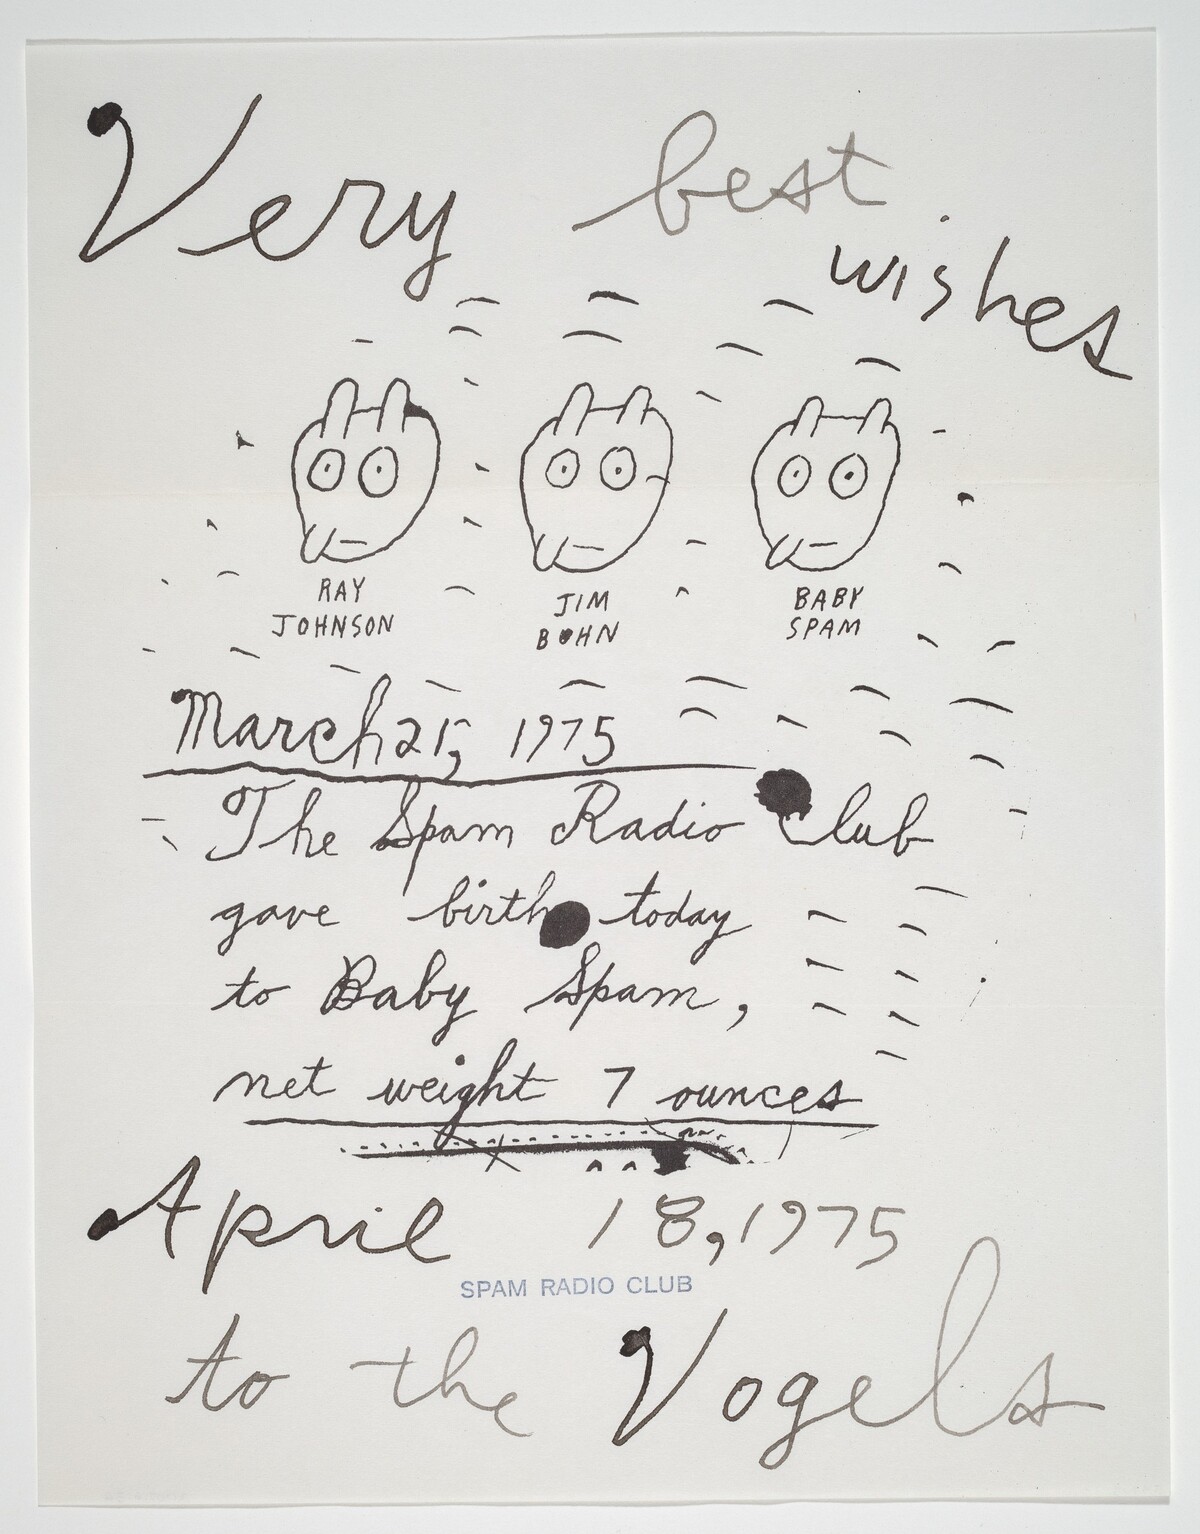 Very best
wishes
RAY
JOHNSON
JIM
BOHN
BABY
SPAM
March 25, 1975
The Spam Radio Club
gave birth today
to Baby Spam,
net weight 7 ounces
April 18, 1975
SPAM RADIO CLUB
to the Vogels